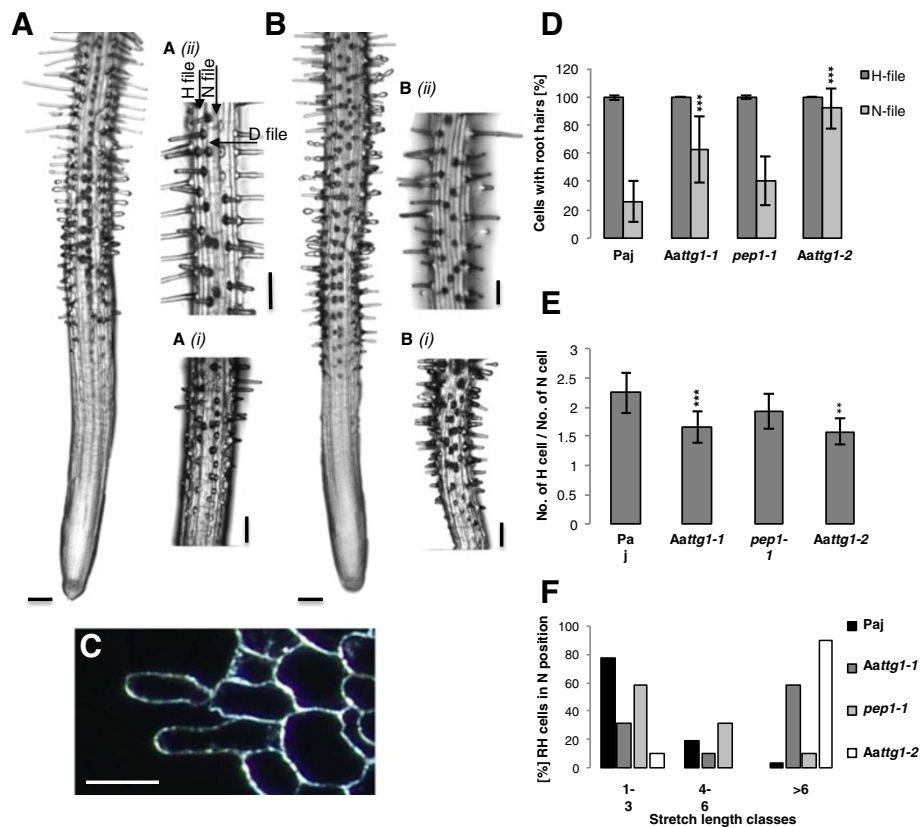 A
A (ii)
H file
N file
D file
A (i)
B
B (ii)
B (i)
C
D
Cells with root hairs [%]
120
100
80
60
40
20
0
***
***
H-file
N-file
Paj
Aattg1-1
pep1-1
Aattg1-2
E
No. of H cell / No. of N cell
3
2.5
2
1.5
1
0.5
0
***
**
Pa
j
Aattg1-1
pep1-
1
Aattg1-2
F
[%] RH cells in N position
100
80
60
40
20
0
1-
3
4-
6
>6
Stretch length classes
Paj
Aattg1-1
pep1-1
Aattg1-2